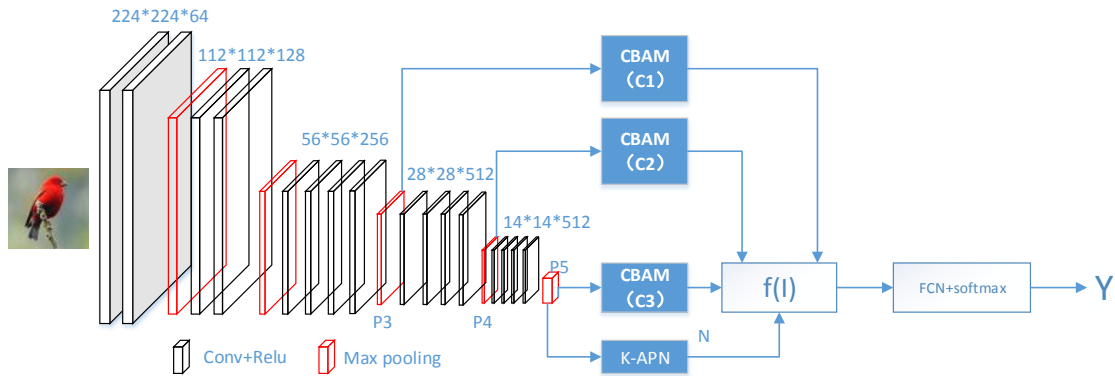 224*224*64
112*112*128
56*56*256
28*28*512
14*14*512
P3
P4
P5
CBAM
（C1）
CBAM
（C2）
CBAM
（C3）
K-APN
N
f(I)
FCN+softmax
Y
Conv+Relu
Max pooling